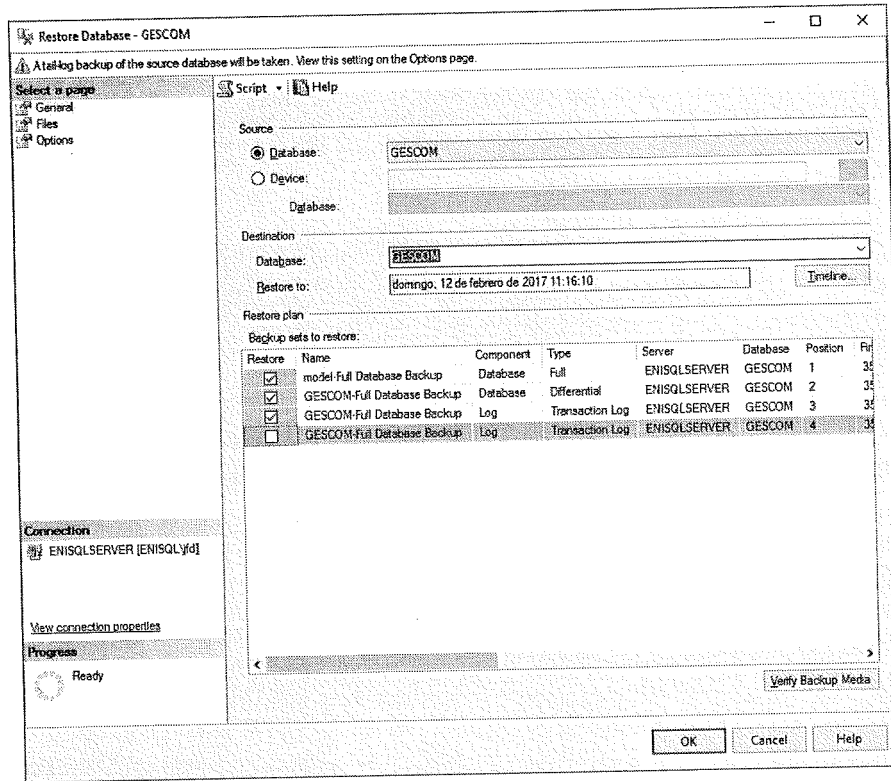 Restore Database - GESCOM
A tail-log backup of the source database will be taken. View this setting on the Options page.
Select a page
General
Files
Options
Script Help
Source
Database: GESCOM
Device:
Database:
Destination
Database: GESCOM
Restore to: domingo, 12 de febrero de 2017 11:16:10 Timeline...
Restore plan
Backup sets to restore:
Restore Name Component Type Server Database Position
model-Full Database Backup Database Full ENISQLSERVER GESCOM 1
GESCOM-Full Database Backup Database Differential ENISQLSERVER GESCOM 2
GESCOM-Full Database Backup Log Transaction Log ENISQLSERVER GESCOM 3
GESCOM-Full Database Backup Log Transaction Log ENISQLSERVER GESCOM 4
Connection
ENISQLSERVER [ENISQL\jfd]
View connection properties
Progress
Ready
Verify Backup Media
OK Cancel Help